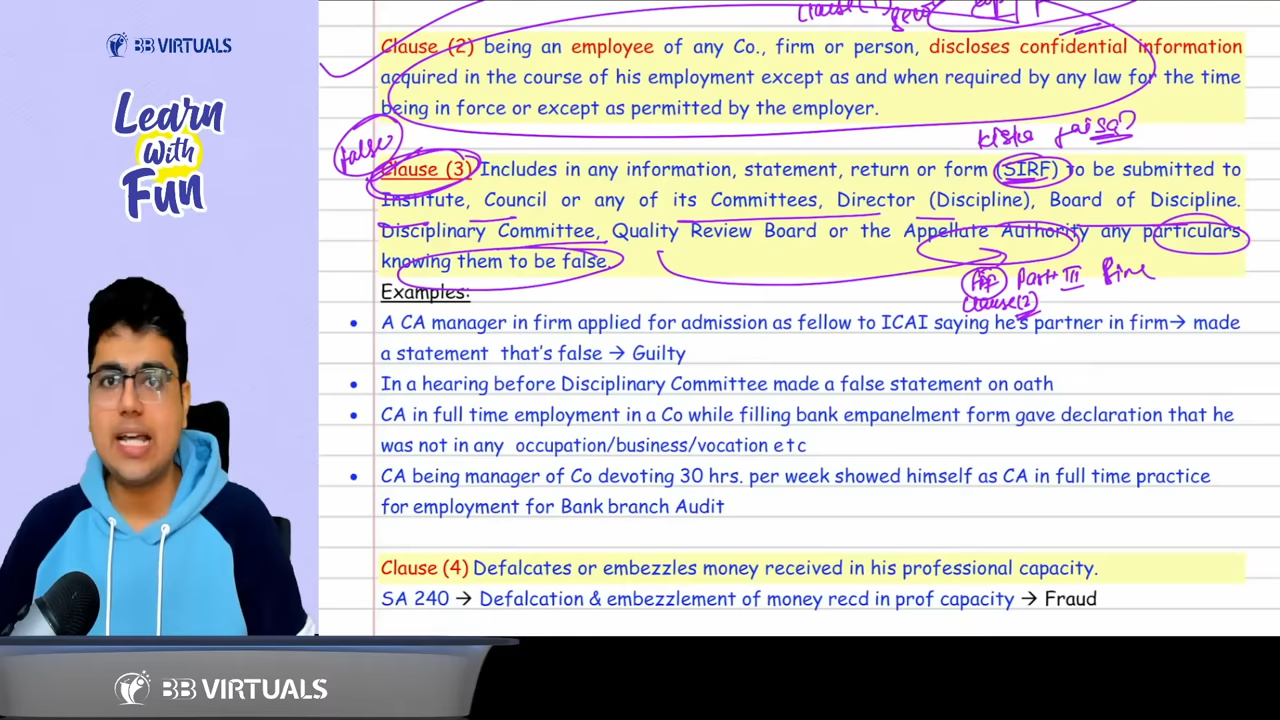 BB VIRTUALS
Learn
With
Fun
clause(1)
Clause (2) being an employee of any Co., firm or person, discloses confidential information
acquired in the course of his employment except as and when required by any law for the time
being in force or except as permitted by the employer.
false
kiske jaisa?
Clause (3) Includes in any information, statement, return or form (SIRF) to be submitted to
Institute, Council or any of its Committees, Director (Discipline), Board of Discipline.
Disciplinary Committee, Quality Review Board or the Appellate Authority any particulars
knowing them to be false.
Part III
clause(2)
Examples:
• A CA manager in firm applied for admission as fellow to ICAI saying he's partner in firm→ made
a statement that's false → Guilty
• In a hearing before Disciplinary Committee made a false statement on oath
• CA in full time employment in a Co while filling bank empanelment form gave declaration that he
was not in any occupation/business/vocation etc
• CA being manager of Co devoting 30 hrs. per week showed himself as CA in full time practice
for employment for Bank branch Audit
Clause (4) Defalcates or embezzles money received in his professional capacity.
SA 240 → Defalcation & embezzlement of money recd in prof capacity → Fraud
BB VIRTUALS